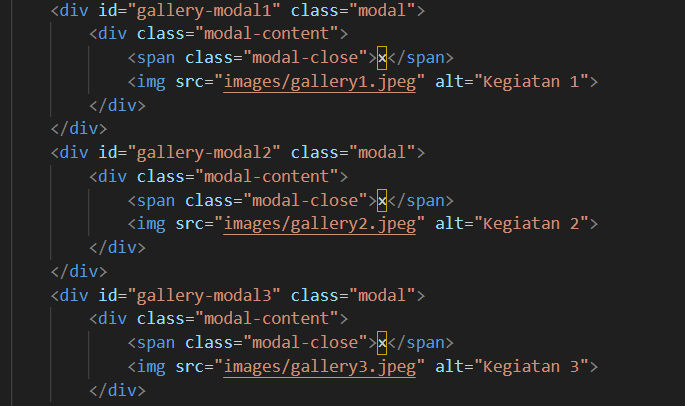 <div id="gallery-modal1" class="modal">
    <div class="modal-content">
        <span class="modal-close">×</span>
        <img src="images/gallery1.jpeg" alt="Kegiatan 1">
    </div>
</div>
<div id="gallery-modal2" class="modal">
    <div class="modal-content">
        <span class="modal-close">×</span>
        <img src="images/gallery2.jpeg" alt="Kegiatan 2">
    </div>
</div>
<div id="gallery-modal3" class="modal">
    <div class="modal-content">
        <span class="modal-close">×</span>
        <img src="images/gallery3.jpeg" alt="Kegiatan 3">
    </div>